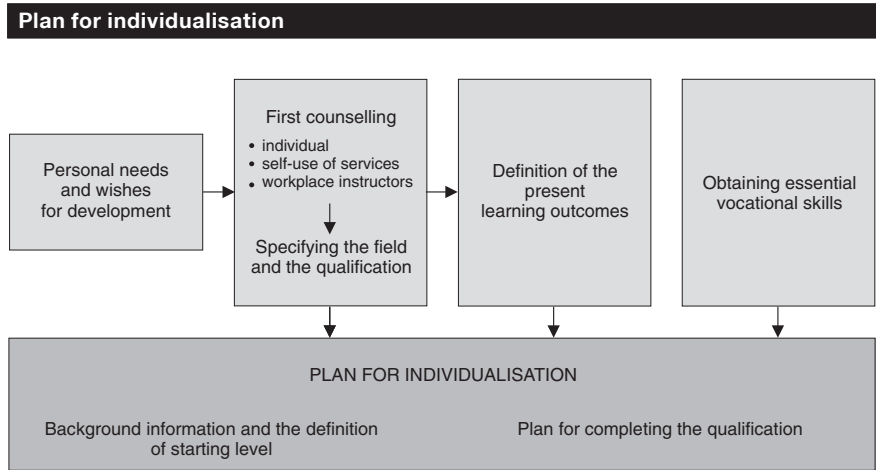 Plan for individualisation
Personal needs
and wishes
for development
First counselling
• individual
• self-use of services
• workplace instructors
Specifying the field
and the qualification
Definition of the
present
learning outcomes
Obtaining essential
vocational skills
PLAN FOR INDIVIDUALISATION
Background information and the definition
of starting level
Plan for completing the qualification